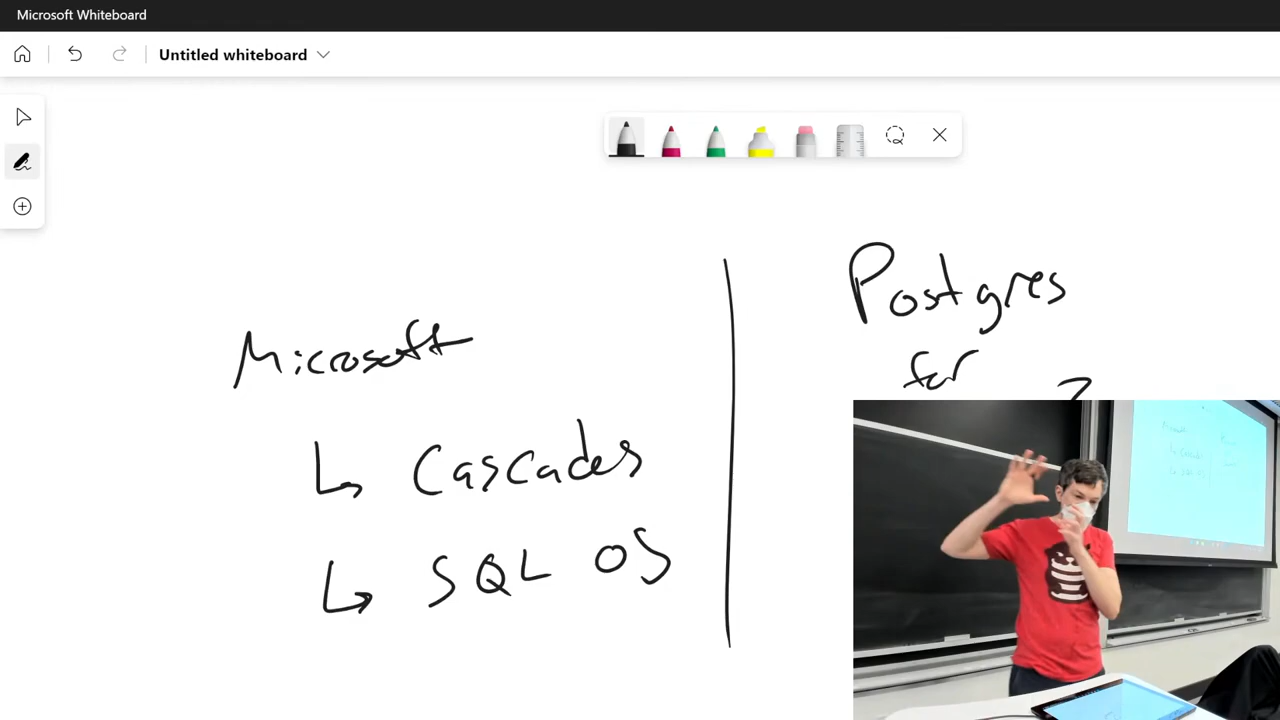 Microsoft Whiteboard
Untitled whiteboard
Microsoft
↳ Cascades
↳ SQL OS
Postgres
for